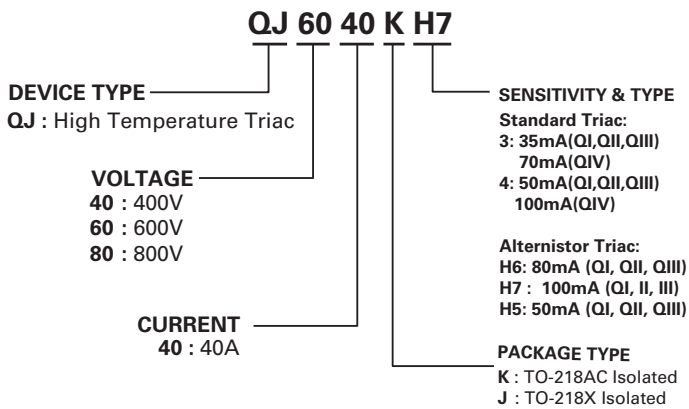 QJ 60 40 K H7
DEVICE TYPE
QJ : High Temperature Triac
VOLTAGE
40 : 400V
60 : 600V
80 : 800V
CURRENT
40 : 40A
SENSITIVITY & TYPE
Standard Triac:
3: 35mA(QI,QII,QIII)
70mA(QIV)
4: 50mA(QI,QII,QIII)
100mA(QIV)
Alternistor Triac:
H6: 80mA (QI, QII, QIII)
H7 : 100mA (QI, II, III)
H5: 50mA (QI, QII, QIII)
PACKAGE TYPE
K : TO-218AC Isolated
J : TO-218X Isolated